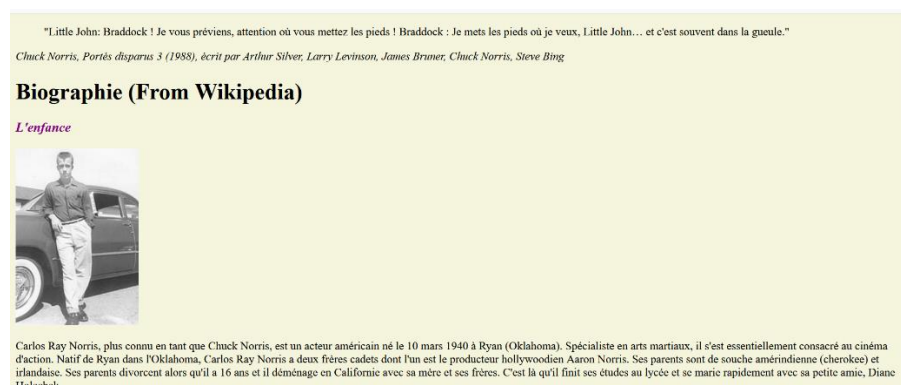 "Little John: Braddock ! Je vous préviens, attention où vous mettez les pieds ! Braddock : Je mets les pieds où je veux, Little John… et c'est souvent dans la gueule."
Chuck Norris, Portés disparus 3 (1988), écrit par Arthur Silver, Larry Levinson, James Bruner, Chuck Norris, Steve Bing
Biographie (From Wikipedia)
L'enfance
Carlos Ray Norris, plus connu en tant que Chuck Norris, est un acteur américain né le 10 mars 1940 à Ryan (Oklahoma). Spécialiste en arts martiaux, il s'est essentiellement consacré au cinéma
d'action. Natif de Ryan dans l'Oklahoma, Carlos Ray Norris a deux frères cadets dont l'un est le producteur hollywoodien Aaron Norris. Ses parents sont de souche amérindienne (cherokee) et
irlandaise. Ses parents divorcent alors qu'il a 16 ans et il déménage en Californie avec sa mère et ses frères. C'est là qu'il finit ses études au lycée et se marie rapidement avec sa petite amie, Diane